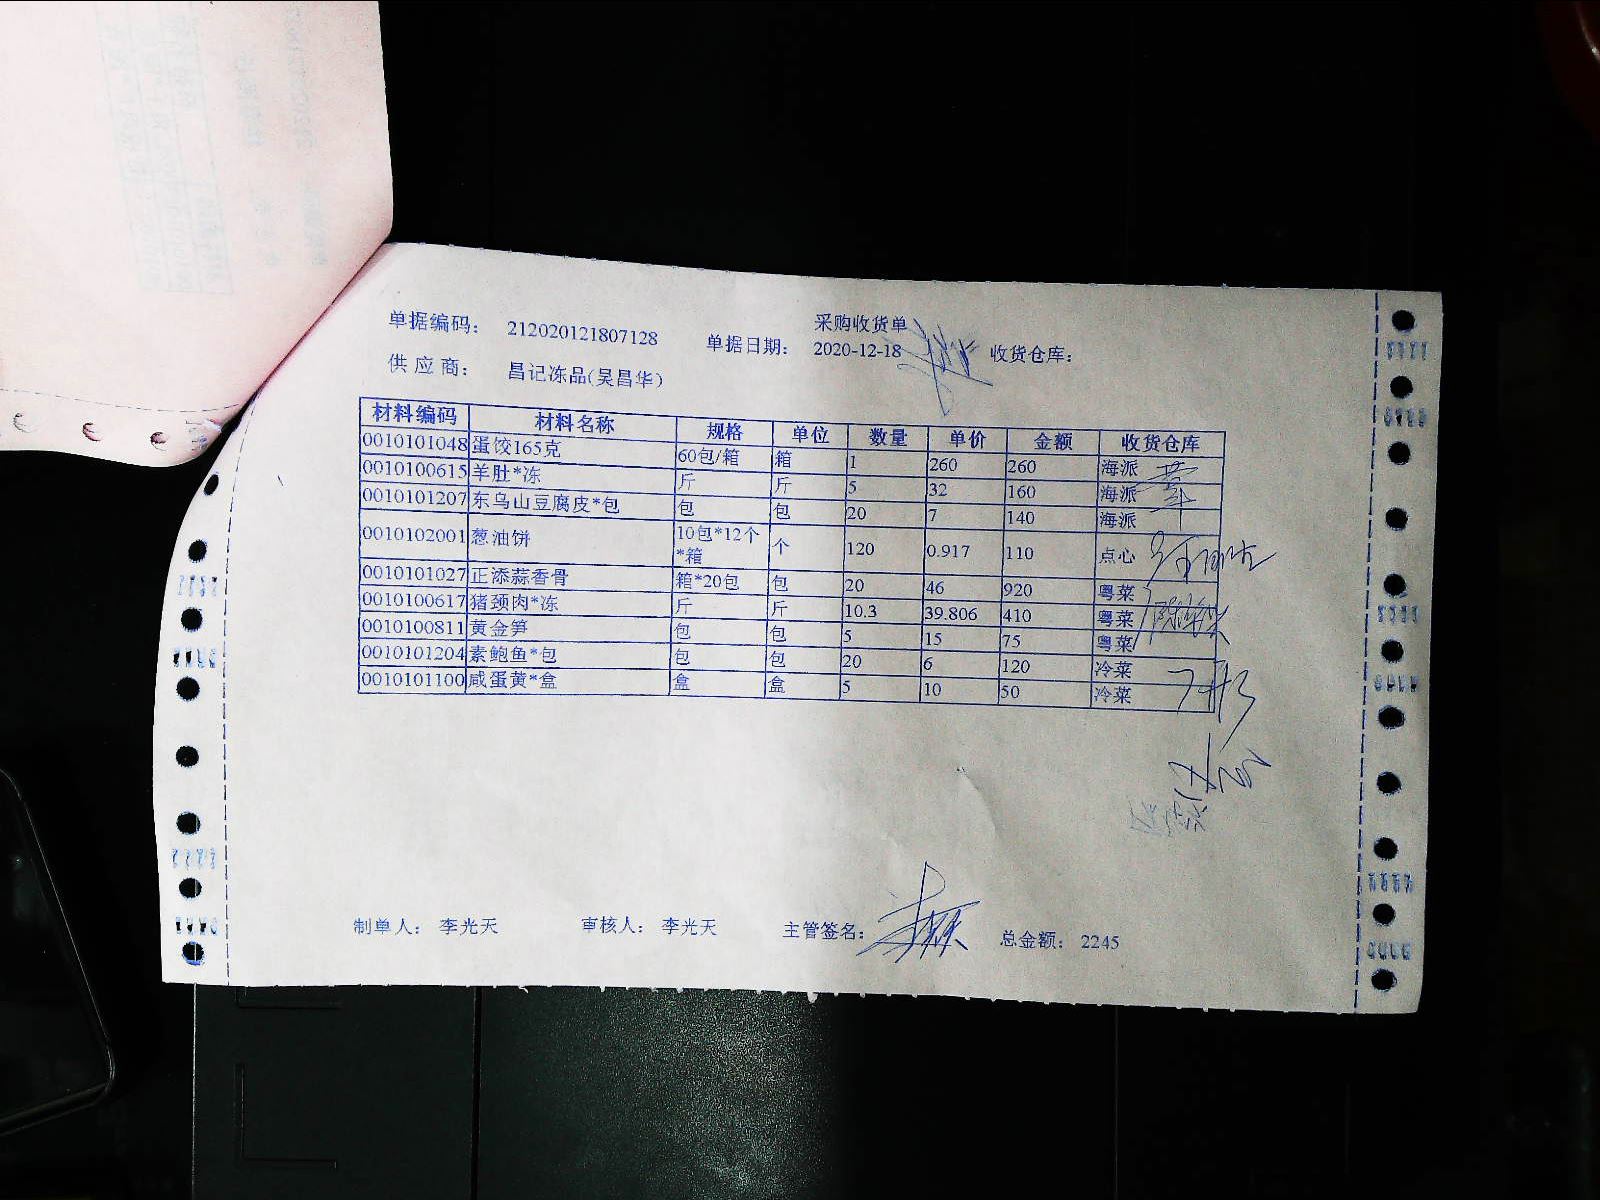 采购收货单
单据编码： 212020121807128 单据日期： 2020-12-18 收货仓库：
供应商： 昌记冻品(吴昌华)
材料编码 材料名称 规格 单位 数量 单价 金额 收货仓库
0010101048 蛋饺165克 60包/箱 箱 1 260 260 海派
0010100615 羊肚*冻 斤 斤 5 32 160 海派
0010101207 东乌山豆腐皮*包 包 包 20 7 140 海派
0010102001 葱油饼 10包*12个*箱 个 120 0.917 110 点心
0010101027 正添蒜香骨 箱*20包 包 20 46 920 粤菜
0010100617 猪颈肉*冻 斤 斤 10.3 39.806 410 粤菜
0010100811 黄金笋 包 包 5 15 75 粤菜
0010101204 素鲍鱼*包 包 包 20 6 120 冷菜
0010101100 咸蛋黄*盒 盒 盒 5 10 50 冷菜
制单人： 李光天 审核人： 李光天 主管签名： 总金额： 2245